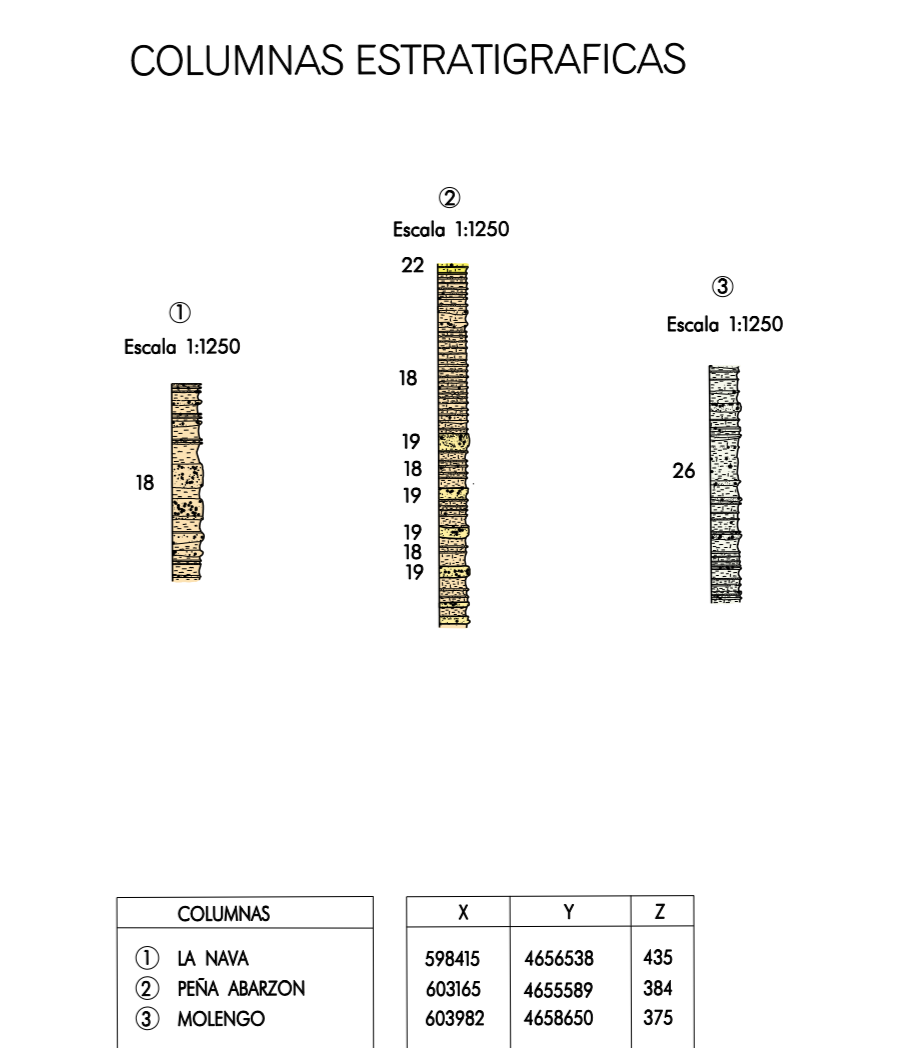 COLUMNAS ESTRATIGRAFICAS
①
Escala 1:1250
18
②
Escala 1:1250
22
18
19
18
19
19
18
19
③
Escala 1:1250
26
COLUMNAS X Y Z
① LA NAVA 598415 4656538 435
② PEÑA ABARZON 603165 4655589 384
③ MOLENGO 603982 4658650 375